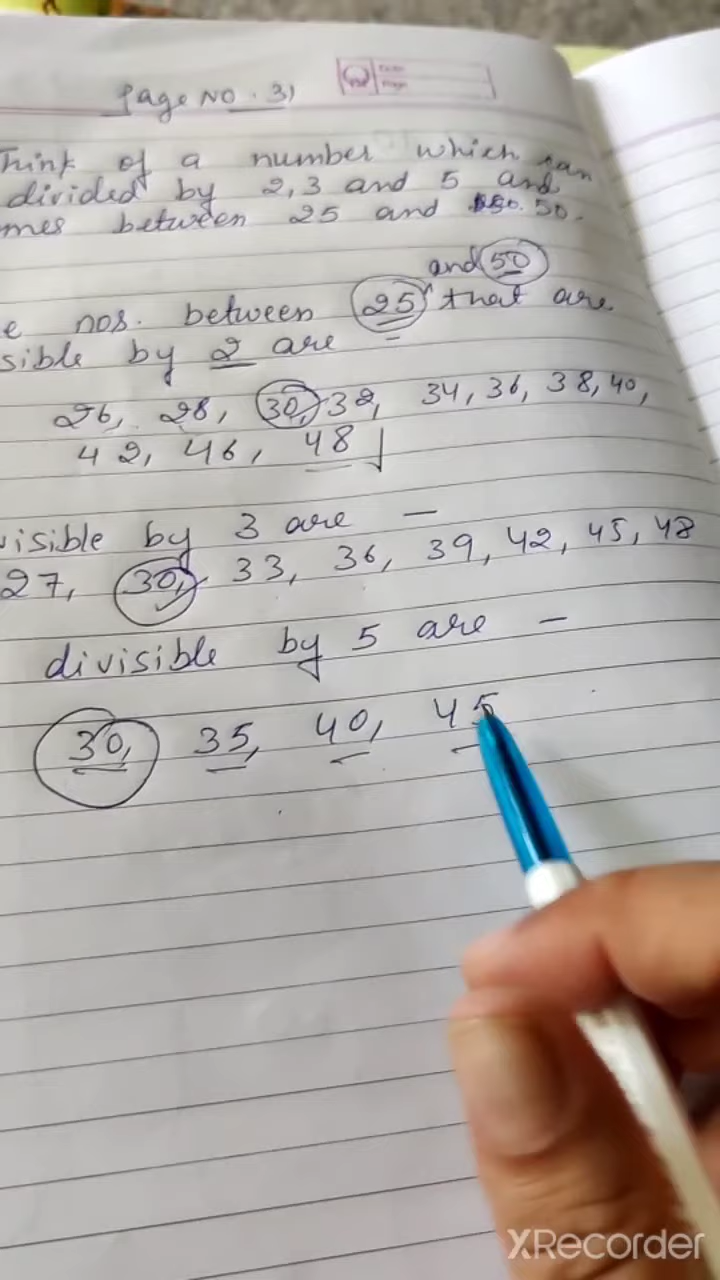 Page NO. 31
Think of a number which can
divided by 2, 3 and 5 and
mes between 25 and 50.
and 50
e nos. between 25 that are
sible by 2 are
26, 28, 30, 32, 34, 36, 38, 40,
42, 46, 48
visible by 3 are —
27, 30, 33, 36, 39, 42, 45, 48
divisible by 5 are —
30, 35, 40, 45
XRecorder